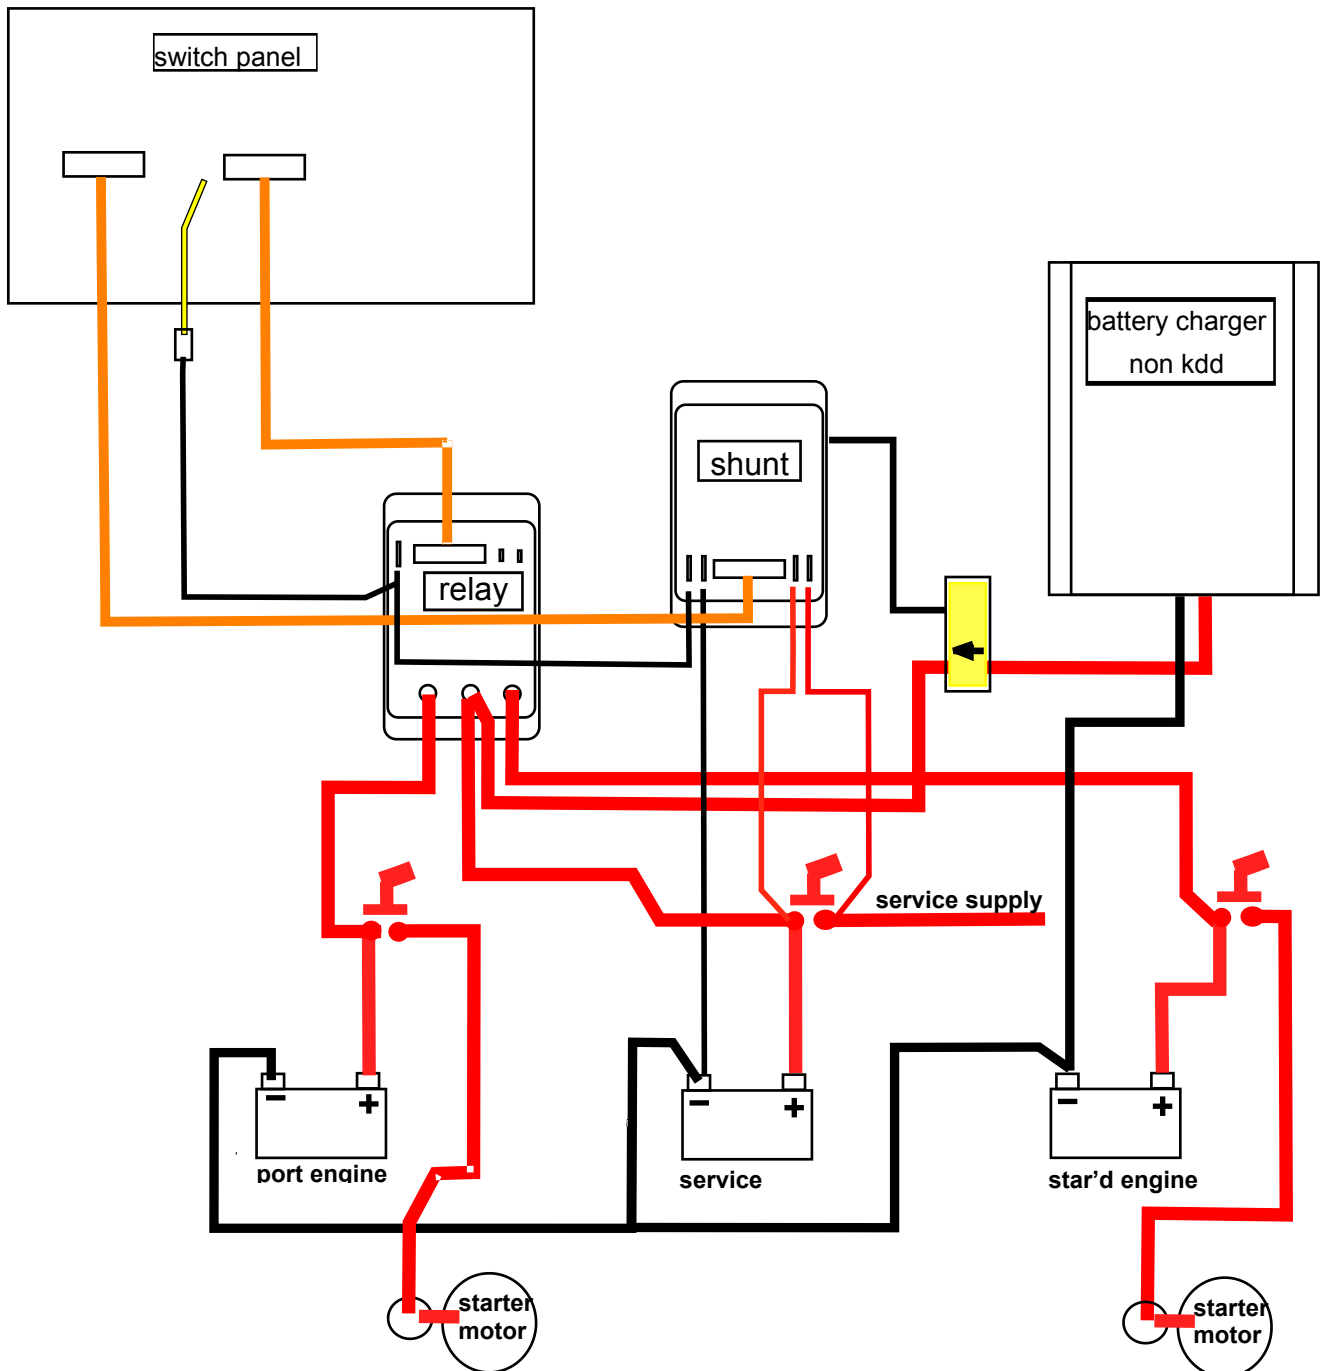 switch panel
battery charger
non kdd
shunt
relay
service supply
port engine
service
star’d engine
starter
motor
starter
motor